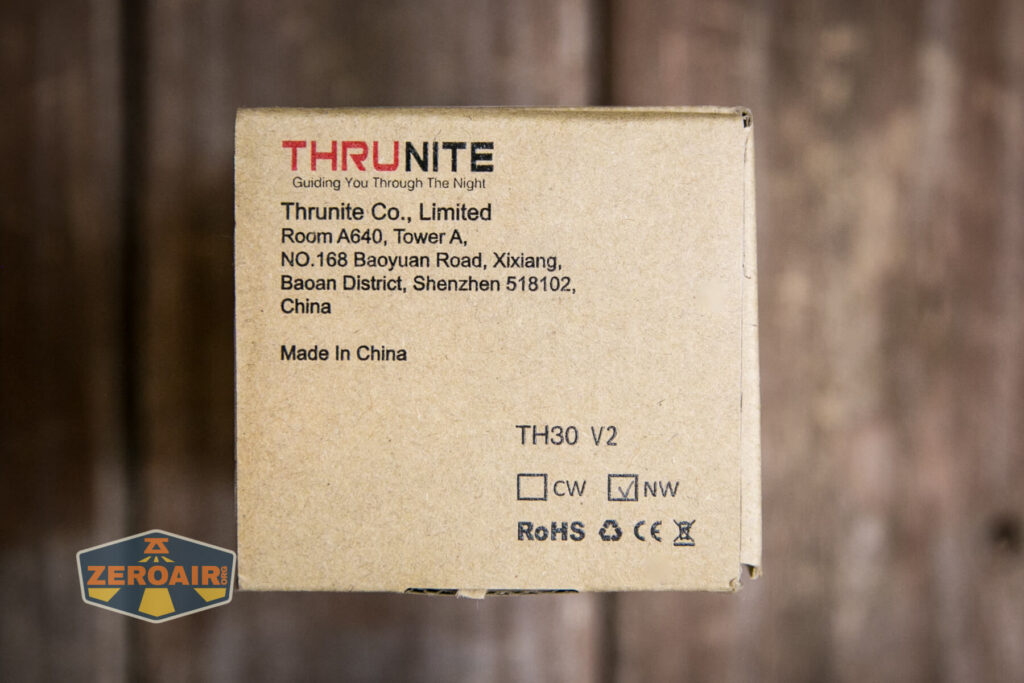 THRUNITE
Guiding You Through The Night
Thrunite Co., Limited
Room A640, Tower A,
NO.168 Baoyuan Road, Xixiang,
Baoan District, Shenzhen 518102,
China
Made In China
TH30 V2
CW NW
RoHS CE
ZEROAIR.ORG